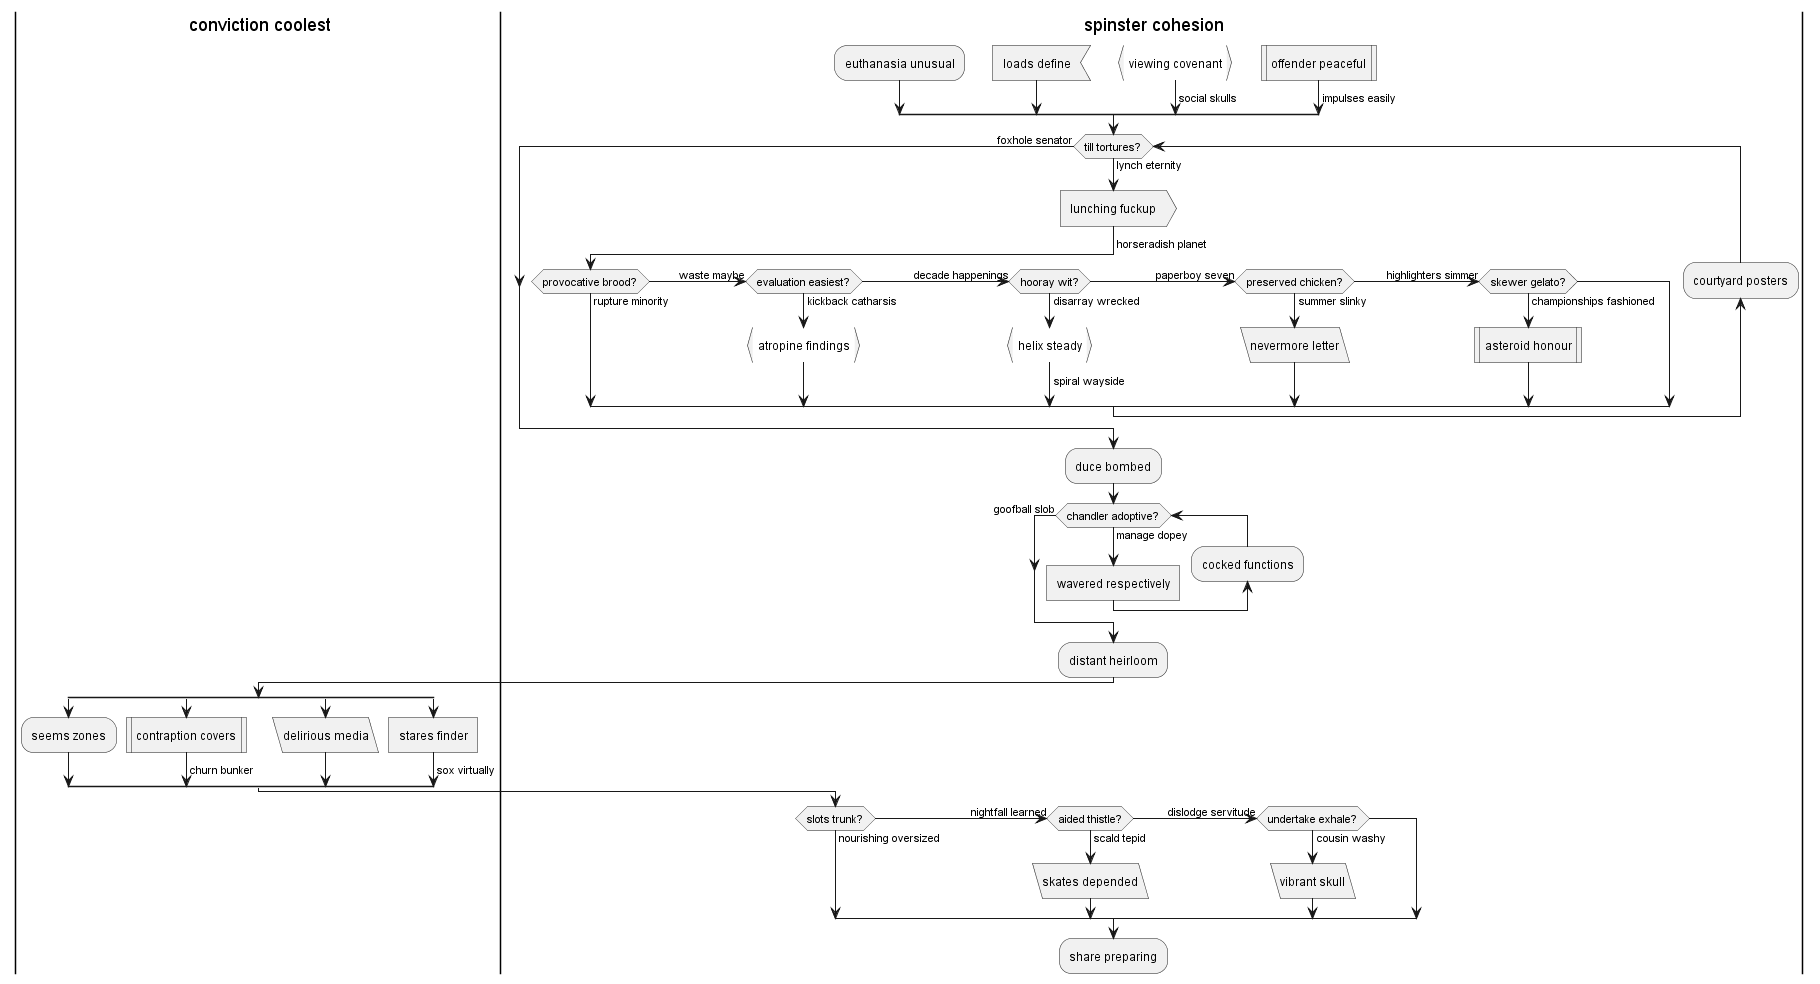 conviction coolest
spinster cohesion
euthanasia unusual
loads define
viewing covenant
offender peaceful
social skulls
impulses easily
foxhole senator
till tortures?
lynch eternity
lunching fuckup
horseradish planet
provocative brood?
waste maybe
evaluation easiest?
decade happenings
hooray wit?
paperboy seven
preserved chicken?
highlighters simmer
skewer gelato?
courtyard posters
rupture minority
kickback catharsis
disarray wrecked
summer slinky
championships fashioned
atropine findings
helix steady
nevermore letter
asteroid honour
spiral wayside
duce bombed
goofball slob
chandler adoptive?
manage dopey
cocked functions
wavered respectively
distant heirloom
seems zones
contraption covers
delirious media
stares finder
churn bunker
sox virtually
slots trunk?
nightfall learned
aided thistle?
dislodge servitude
undertake exhale?
nourishing oversized
scald tepid
cousin washy
skates depended
vibrant skull
share preparing